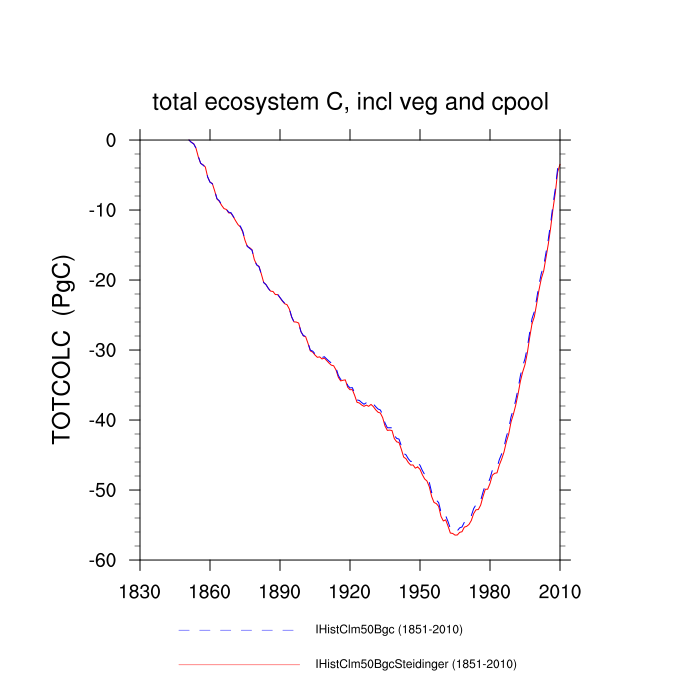 total ecosystem C, incl veg and cpool
TOTCOLC (PgC)
0
-10
-20
-30
-40
-50
-60
1830 1860 1890 1920 1950 1980 2010
IHistClm50Bgc (1851-2010)
IHistClm50BgcSteidinger (1851-2010)